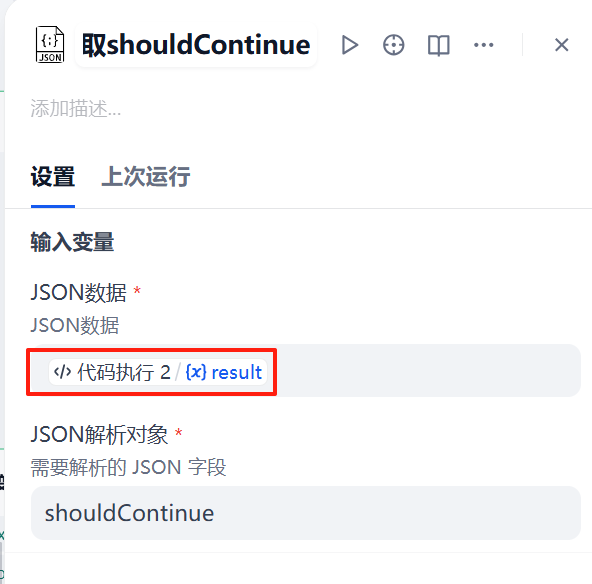 取shouldContinue
添加描述...
设置 上次运行
输入变量
JSON数据 *
JSON数据
代码执行 2 / {x} result
JSON解析对象 *
需要解析的 JSON 字段
shouldContinue